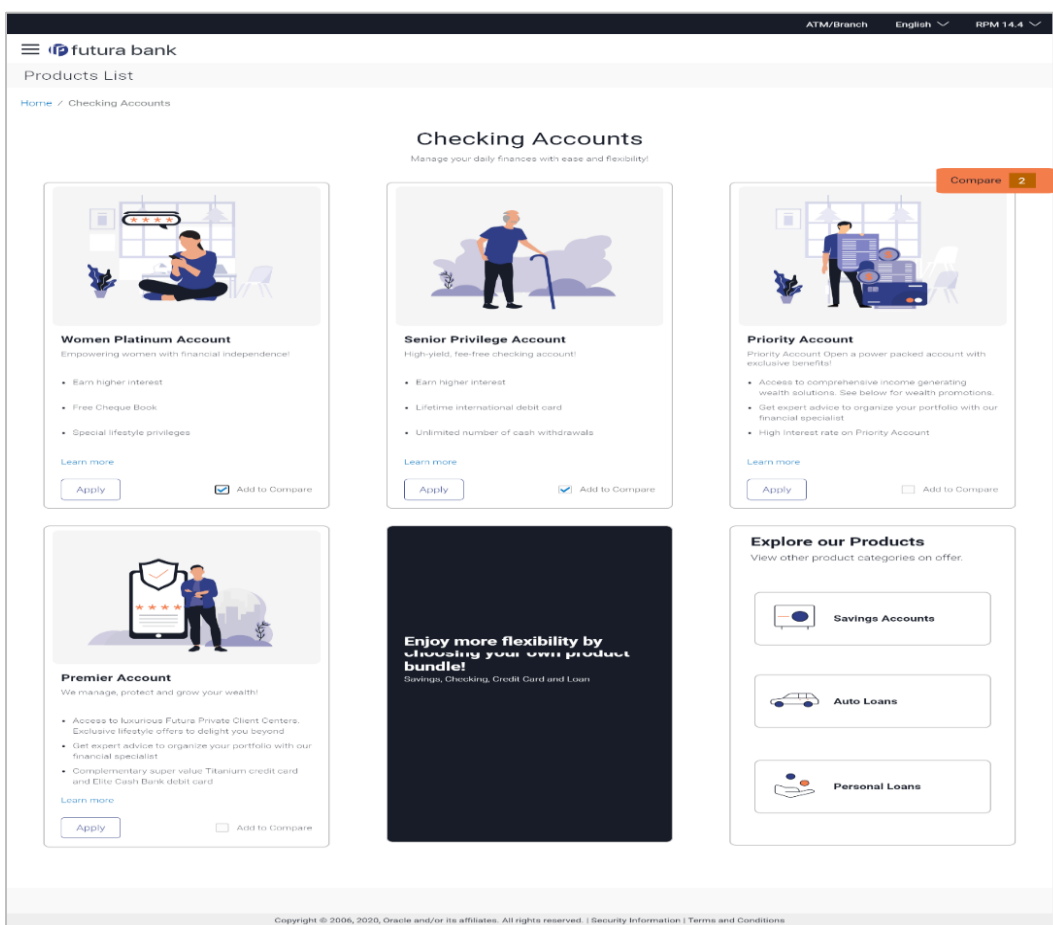 ATM/Branch English RPM 14.4
futura bank
Products List
Home / Checking Accounts
Checking Accounts
Manage your daily finances with ease and flexibility!
Compare 2
Women Platinum Account
Empowering women with financial independence!
• Earn higher interest
• Free Cheque Book
• Special lifestyle privileges
Learn more
Apply Add to Compare
Senior Privilege Account
High-yield, fee-free checking account!
• Earn higher interest
• Lifetime international debit card
• Unlimited number of cash withdrawals
Learn more
Apply Add to Compare
Priority Account
Priority Account Open a power packed account with
exclusive benefits!
• Access to comprehensive income generating
wealth solutions. See below for wealth promotions.
• Get expert advice to organize your portfolio with our
financial specialist
• High Interest rate on Priority Account
Learn more
Apply Add to Compare
Premier Account
We manage, protect and grow your wealth!
• Access to luxurious Futura Private Client Centers.
Exclusive lifestyle offers to delight you beyond
• Get expert advice to organize your portfolio with our
financial specialist
• Complementary super value Titanium credit card
and Elite Cash Bank debit card
Learn more
Apply Add to Compare
Enjoy more flexibility by
choosing your own product
bundle!
Savings, Checking, Credit Card and Loan
Explore our Products
View other product categories on offer.
Savings Accounts
Auto Loans
Personal Loans
Copyright © 2006, 2020, Oracle and/or its affiliates. All rights reserved. | Security Information | Terms and Conditions